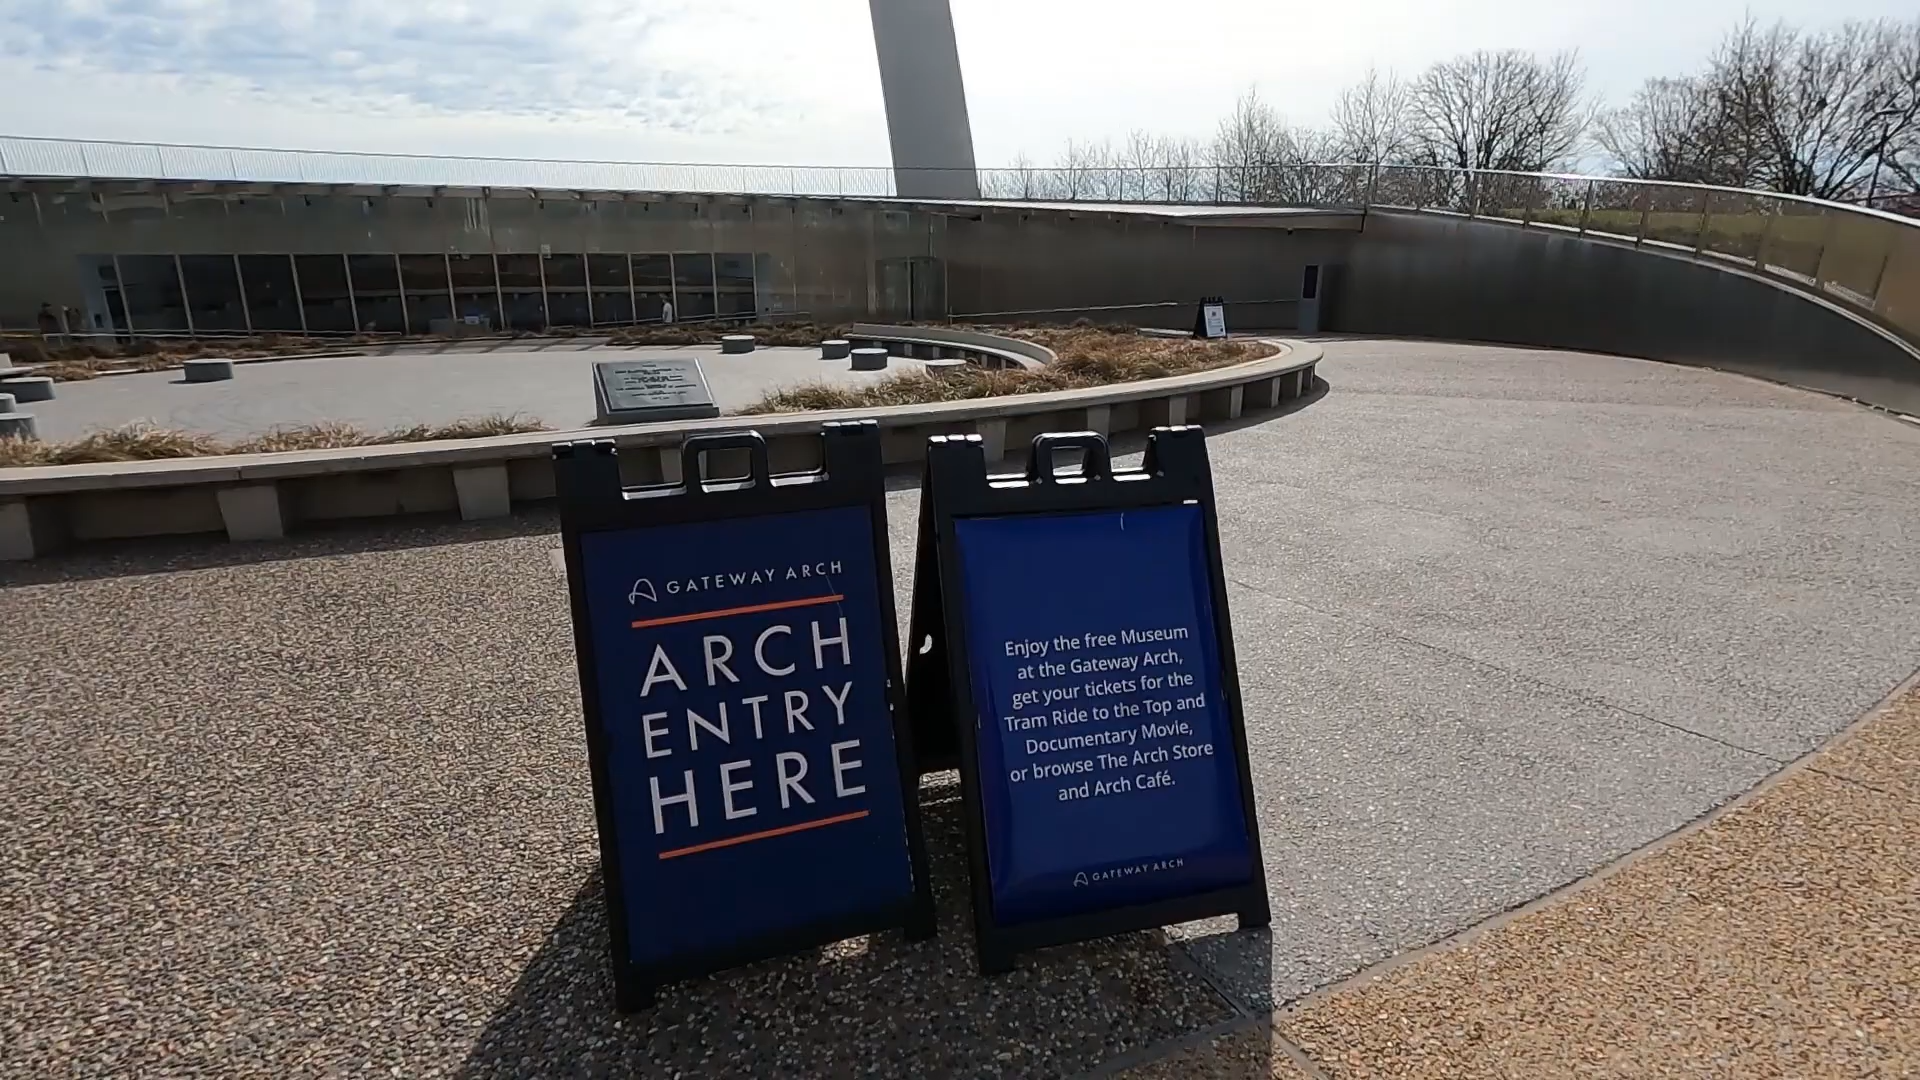 GATEWAY ARCH
ARCH
ENTRY
HERE
Enjoy the free Museum
at the Gateway Arch,
get your tickets for the
Tram Ride to the Top and
Documentary Movie,
or browse The Arch Store
and Arch Café.
GATEWAY ARCH